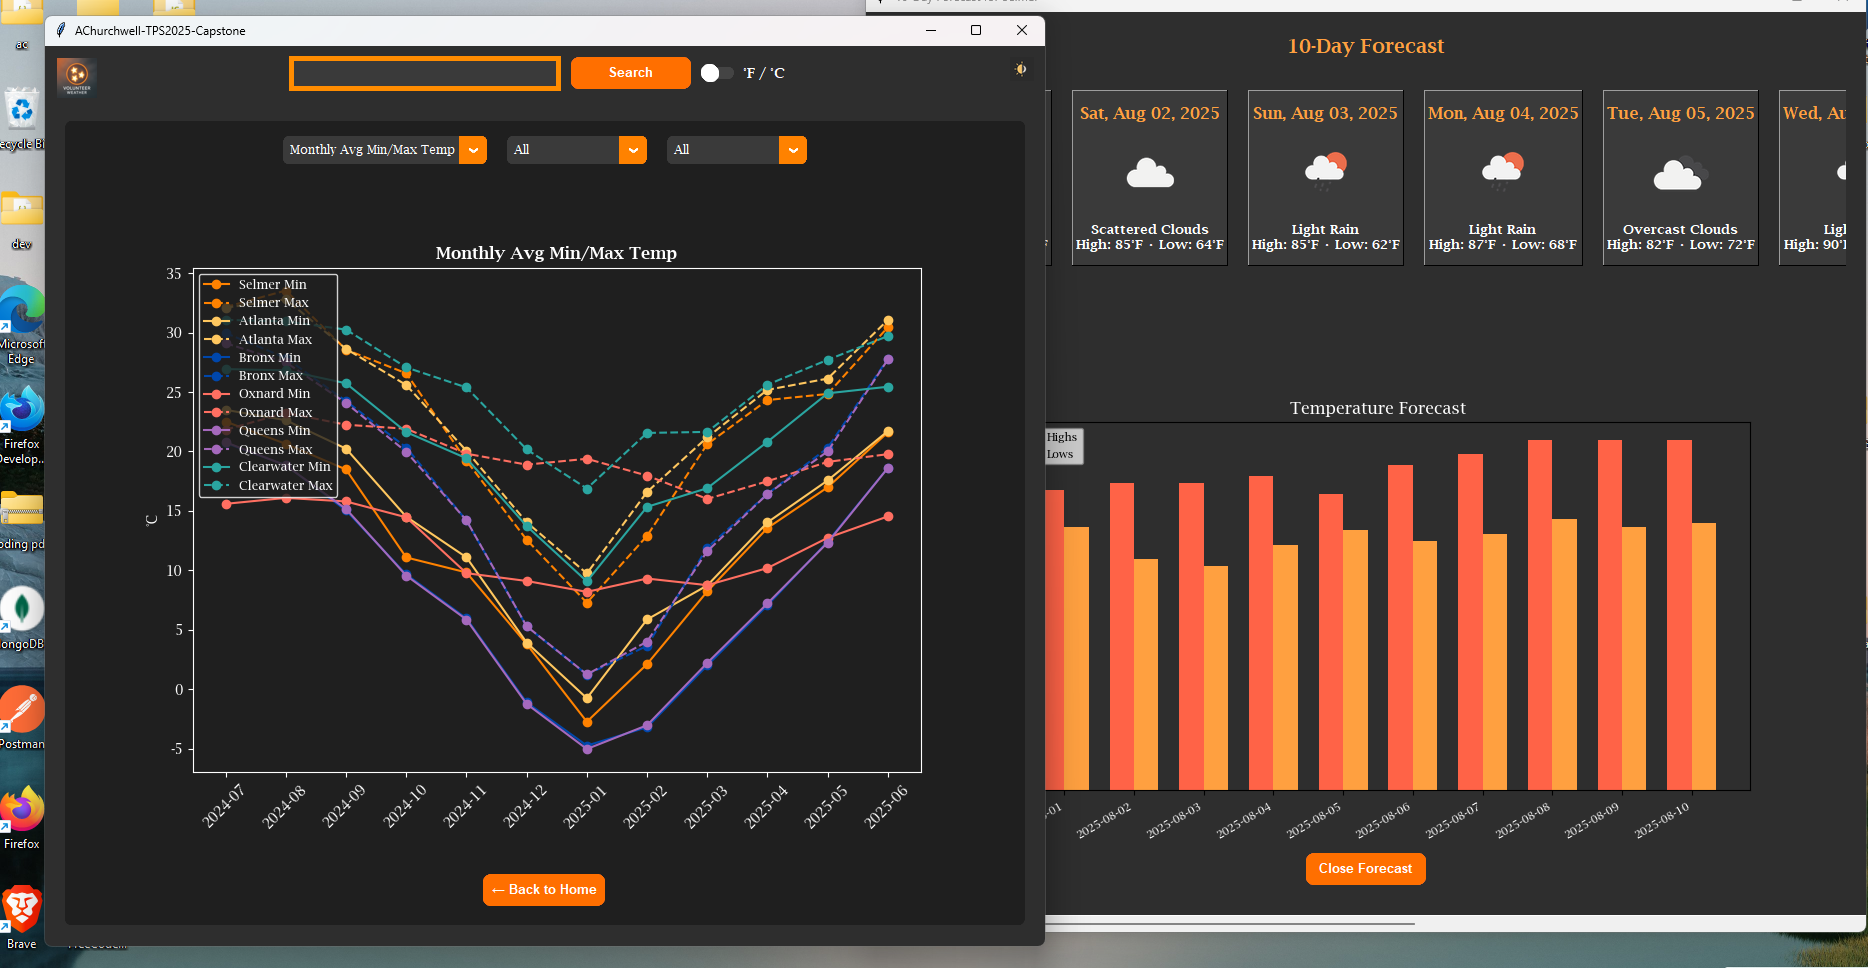 ac
ecycle Bi
dev
Microsof
Edge
Firefox
Develop...
oding pd
ongoDB
Postman
Firefox
Brave
AChurchwell-TPS2025-Capstone
VOLUNTEER
WEATHER
Search
°F / °C
Monthly Avg Min/Max Temp
All
All
Monthly Avg Min/Max Temp
Selmer Min
Selmer Max
Atlanta Min
Atlanta Max
Bronx Min
Bronx Max
Oxnard Min
Oxnard Max
Queens Min
Queens Max
Clearwater Min
Clearwater Max
35
30
25
20
15
10
5
0
-5
°C
2024-07
2024-08
2024-09
2024-10
2024-11
2024-12
2025-01
2025-02
2025-03
2025-04
2025-05
2025-06
← Back to Home
10-Day Forecast
Sat, Aug 02, 2025
Scattered Clouds
High: 85°F · Low: 64°F
Sun, Aug 03, 2025
Light Rain
High: 85°F · Low: 62°F
Mon, Aug 04, 2025
Light Rain
High: 87°F · Low: 68°F
Tue, Aug 05, 2025
Overcast Clouds
High: 82°F · Low: 72°F
Wed, Au
Ligh
High: 90°
Temperature Forecast
Highs
Lows
-01
2025-08-02
2025-08-03
2025-08-04
2025-08-05
2025-08-06
2025-08-07
2025-08-08
2025-08-09
2025-08-10
Close Forecast